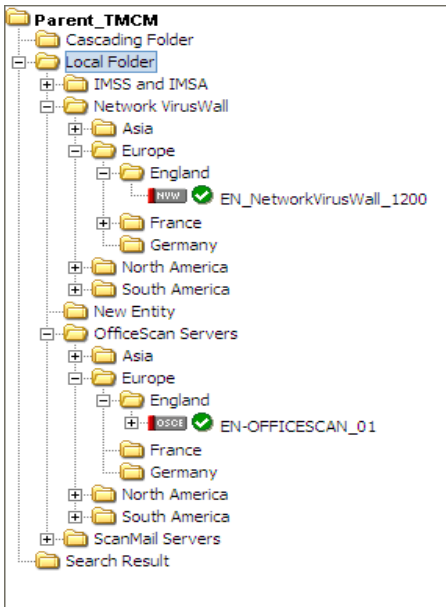 Parent_TMCM
Cascading Folder
Local Folder
IMSS and IMSA
Network VirusWall
Asia
Europe
England
NVW EN_NetworkVirusWall_1200
France
Germany
North America
South America
New Entity
OfficeScan Servers
Asia
Europe
England
OSCE EN-OFFICESCAN_01
France
Germany
North America
South America
ScanMail Servers
Search Result